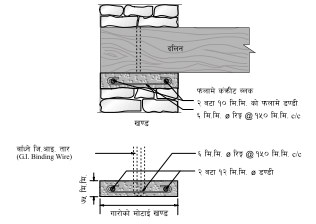 दलिन
फलामे कंक्रीट व्लक
२ वटा १० मि.मि. को फलामे डण्डी
६ मि.मि. ø रिङ्ग @ १५० मि.मि. c/c
खण्ड
बाँध्ने जि.आइ. तार
(G.I. Binding Wire)
६ मि.मि. ø रिङ्ग @ १५० मि.मि. c/c
२ वटा १२ मि.मि. ø डण्डी
७५ मि.मि.
गारोको मोटाई खण्ड